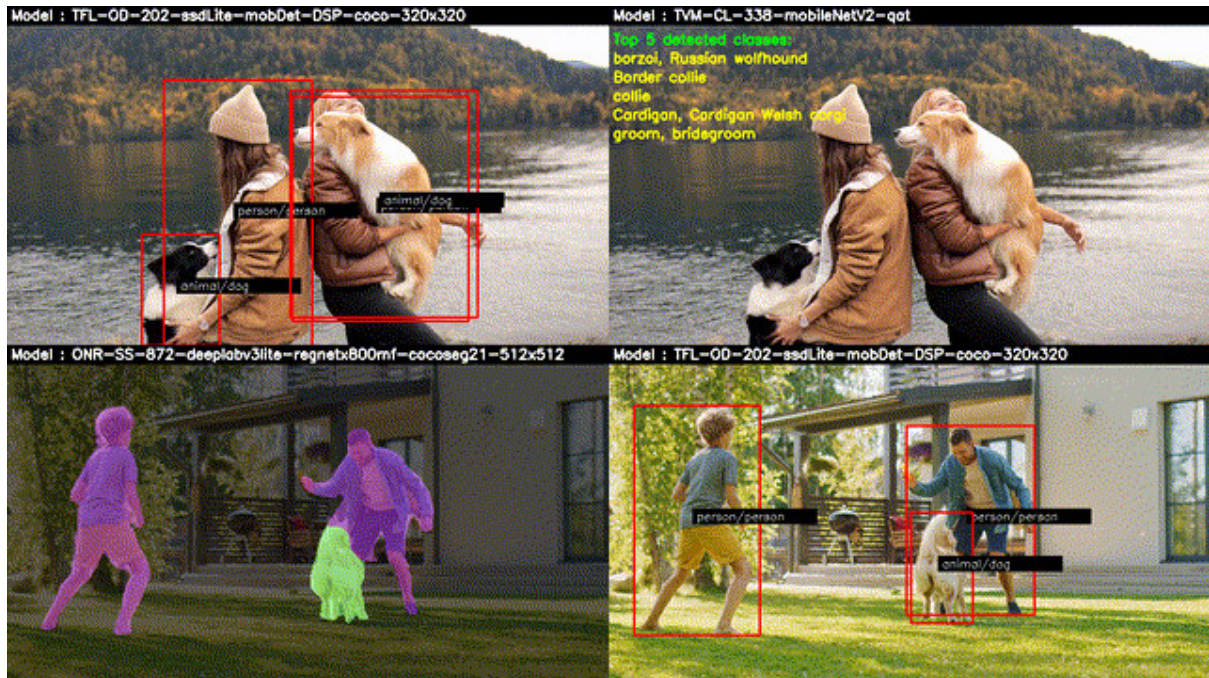 Model : TFL-OD-202-ssdLite-mobDet-DSP-coco-320x320
person/person
animal/dog
animal/dog
Model : TVM-CL-338-mobileNetV2-qat
Top 5 detected classes:
borzoi, Russian wolfhound
Border collie
collie
Cardigan, Cardigan Welsh corgi
groom, bridegroom
Model : ONR-SS-872-deeplabv3lite-regnetx800mf-cocoseg21-512x512
Model : TFL-OD-202-ssdLite-mobDet-DSP-coco-320x320
person/person
person/person
animal/dog